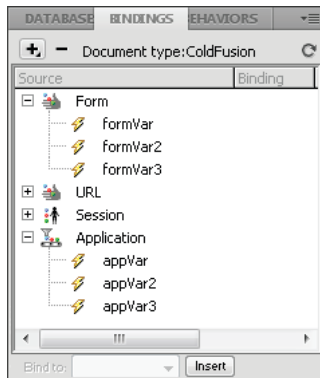 DATABASE BINDINGS EHAVIORS
Document type:ColdFusion
Source Binding
Form
formVar
formVar2
formVar3
URL
Session
Application
appVar
appVar2
appVar3
Bind to: Insert